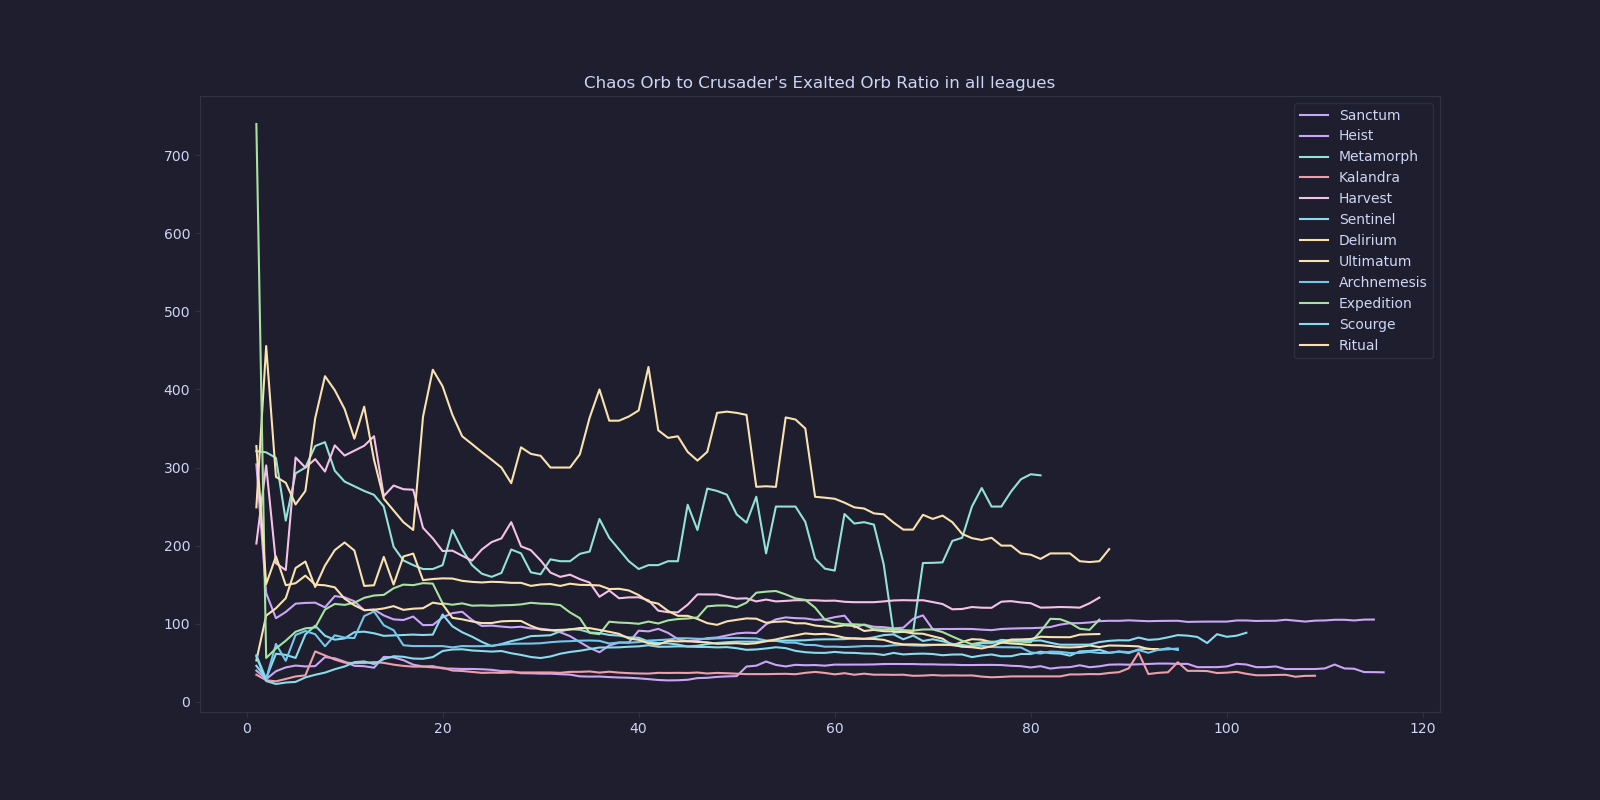 Chaos Orb to Crusader's Exalted Orb Ratio in all leagues
Sanctum
Heist
Metamorph
Kalandra
Harvest
Sentinel
Delirium
Ultimatum
Archnemesis
Expedition
Scourge
Ritual
700
600
500
400
300
200
100
0
0 20 40 60 80 100 120